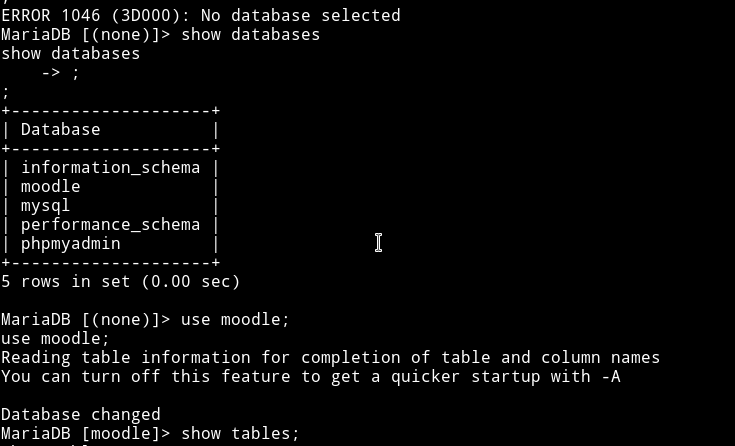 ;
ERROR 1046 (3D000): No database selected
MariaDB [(none)]> show databases
show databases
    -> ;
;
+--------------------+
| Database           |
+--------------------+
| information_schema |
| moodle             |
| mysql              |
| performance_schema |
| phpmyadmin         |
+--------------------+
5 rows in set (0.00 sec)

MariaDB [(none)]> use moodle;
use moodle;
Reading table information for completion of table and column names
You can turn off this feature to get a quicker startup with -A

Database changed
MariaDB [moodle]> show tables;